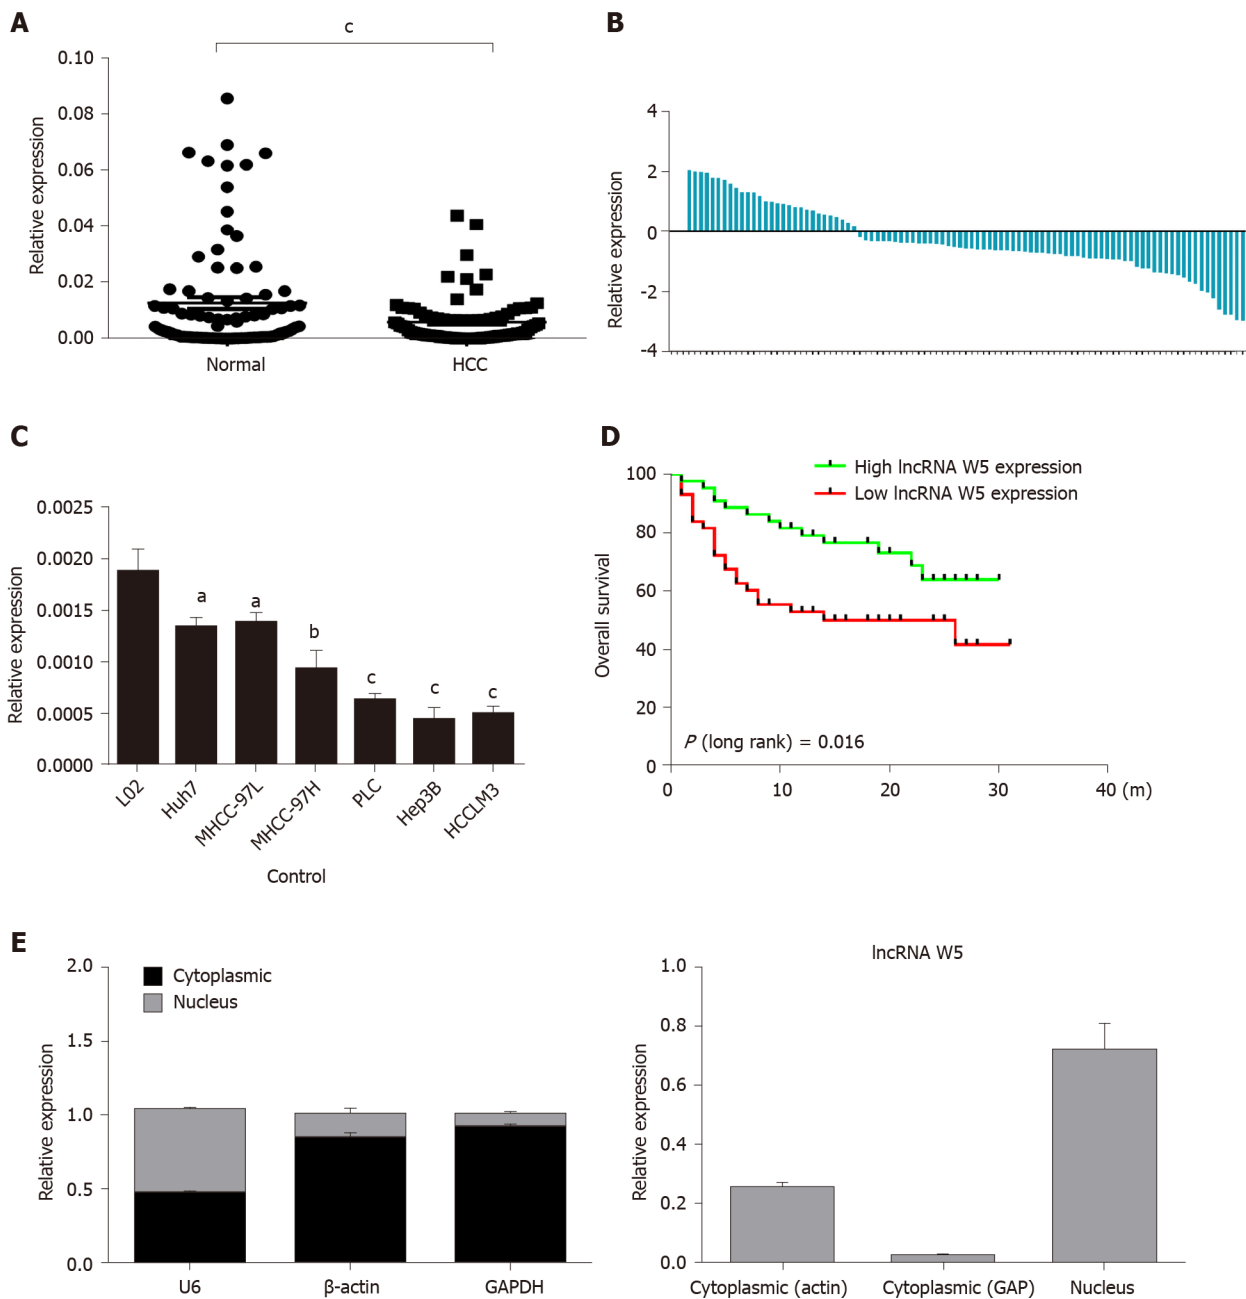 A
c
Relative expression
0.10
0.08
0.06
0.04
0.02
0.00
Normal
HCC
B
Relative expression
4
2
0
-2
-4
C
Relative expression
0.0025
0.0020
0.0015
0.0010
0.0005
0.0000
a
a
b
c
c
c
L02
Huh7
MHCC-97L
MHCC-97H
PLC
Hep3B
HCCLM3
Control
D
High lncRNA W5 expression
Low lncRNA W5 expression
Overall survival
100
80
60
40
20
0
P (long rank) = 0.016
0
10
20
30
40 (m)
E
Cytoplasmic
Nucleus
Relative expression
2.0
1.5
1.0
0.5
0.0
U6
β-actin
GAPDH
lncRNA W5
Relative expression
1.0
0.8
0.6
0.4
0.2
0.0
Cytoplasmic (actin)
Cytoplasmic (GAP)
Nucleus